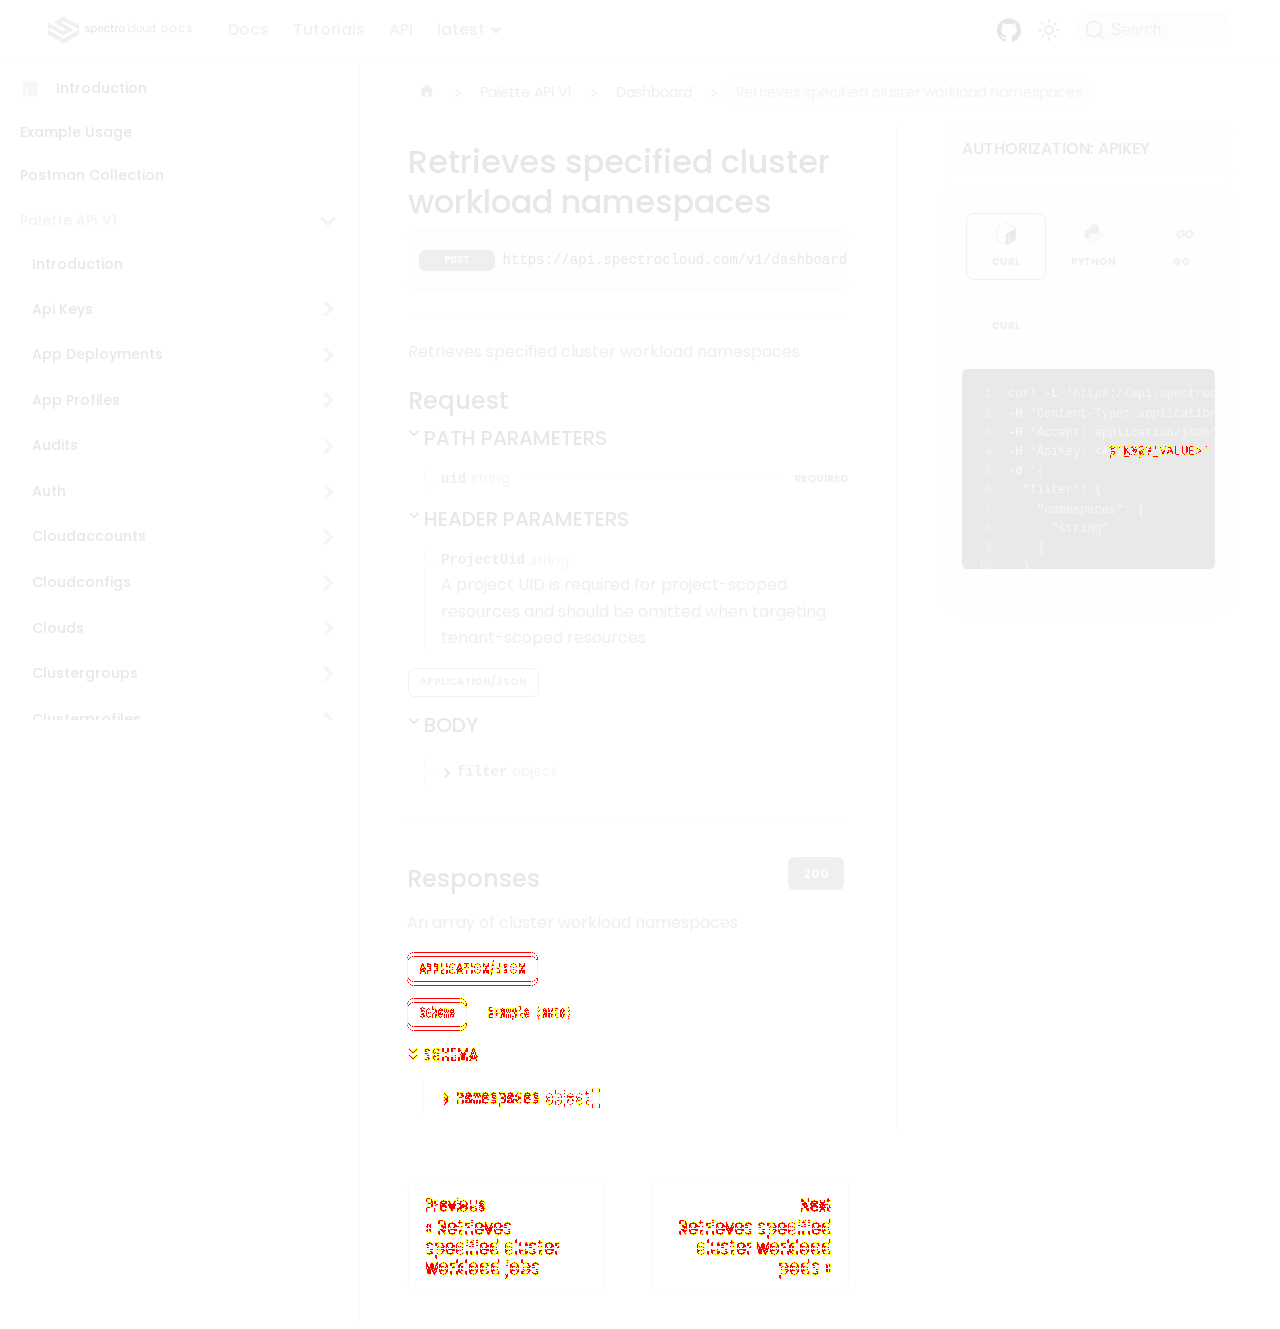 spectro cloud DOCS
Docs
Tutorials
API
latest
Search
Introduction
Example Usage
Postman Collection
Palette API V1
Introduction
Api Keys
App Deployments
App Profiles
Audits
Auth
Cloudaccounts
Cloudconfigs
Clouds
Clustergroups
Clusterprofiles
Palette API V1
Dashboard
Retrieves specified cluster workload namespaces
Retrieves specified cluster
workload namespaces
POST https://api.spectrocloud.com/v1/dashboard
Retrieves specified cluster workload namespaces
Request
PATH PARAMETERS
uid string REQUIRED
HEADER PARAMETERS
ProjectUid string
A project UID is required for project-scoped
resources and should be omitted when targeting
tenant-scoped resources
APPLICATION/JSON
BODY
filter object
Responses
200
An array of cluster workload namespaces
APPLICATION/JSON
Schema Example (auto)
SCHEMA
namespaces object[]
Previous
« Retrieves
specified cluster
workload jobs
Next
Retrieves specified
cluster workload
pods »
AUTHORIZATION: APIKEY
CURL PYTHON GO
CURL
1 curl -L 'https://api.spectroc
2 -H 'Content-Type: application
3 -H 'Accept: application/json'
4 -H 'ApiKey:
5 -d '{
6 "filter": {
7 "namespaces": [
8 "string"
9 ]
10 }